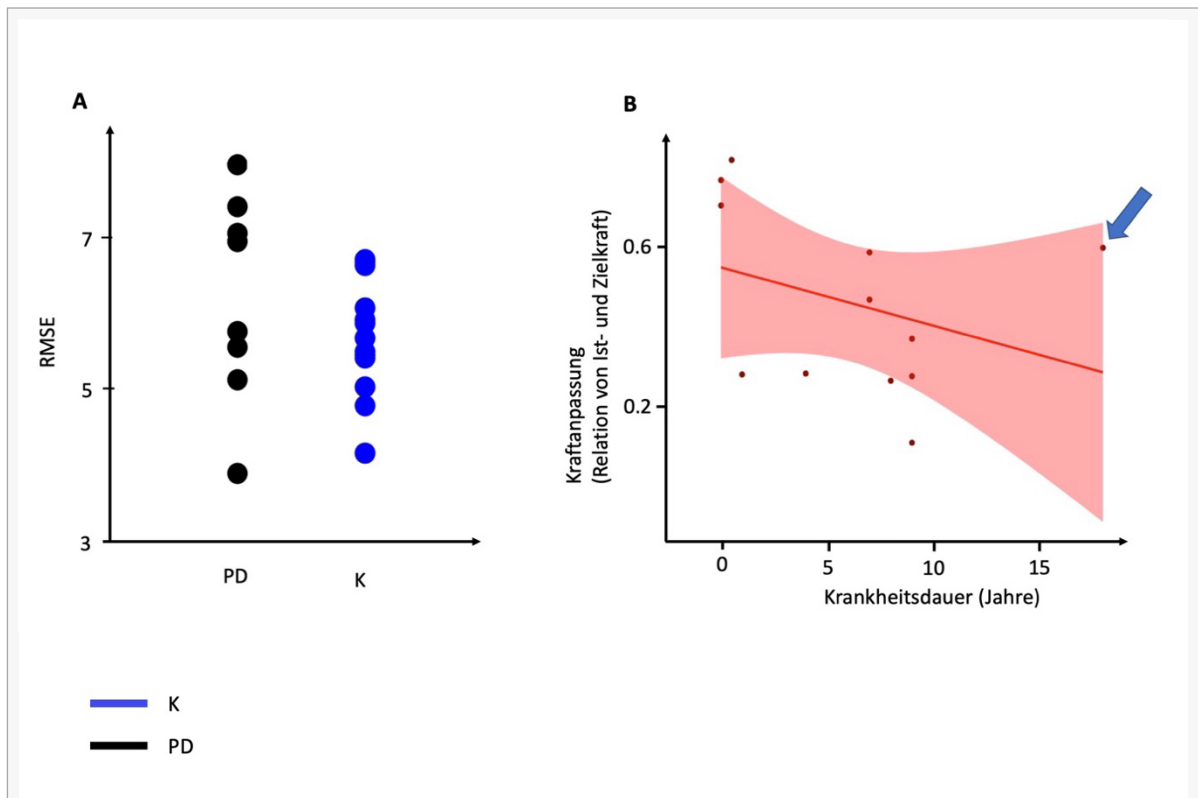 A
7
5
3
RMSE
PD
K
B
0.6
0.2
Kraftanpassung
(Relation von Ist- und Zielkraft)
0
5
10
15
Krankheitsdauer (Jahre)
K
PD